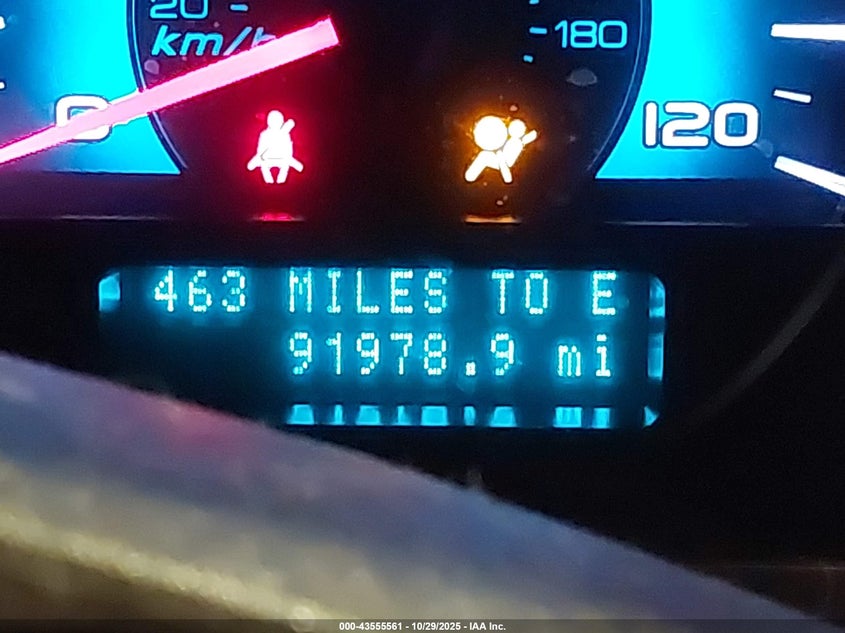 20
km/h
180
0
120
463 MILES TO E
91978.9 mi
000-43555561 - 10/29/2025 - IAA Inc.